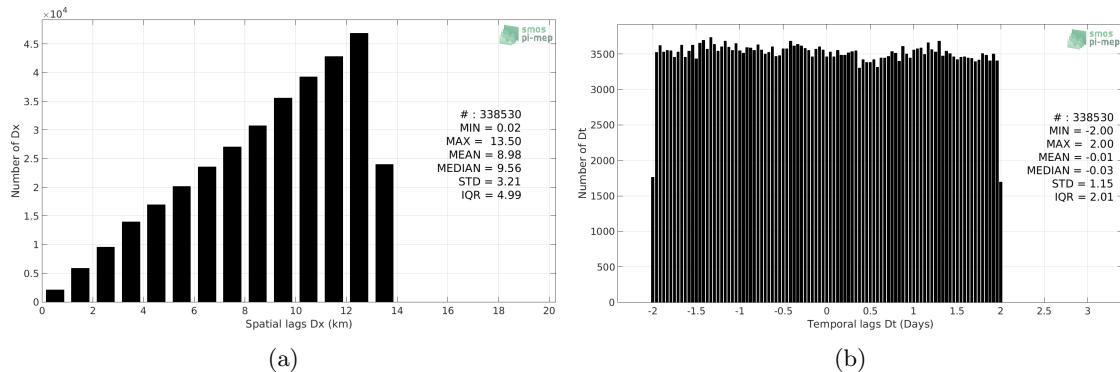 ×10⁴
4.5
4
3.5
3
2.5
2
1.5
1
0.5
0
Number of Dx
0 2 4 6 8 10 12 14 16 18 20
Spatial lags Dx (km)
smos
pi-mep
# : 338530
MIN = 0.02
MAX = 13.50
MEAN = 8.98
MEDIAN = 9.56
STD = 3.21
IQR = 4.99
(a)
3500
3000
2500
2000
1500
1000
500
0
Number of Dt
-2 -1.5 -1 -0.5 0 0.5 1 1.5 2 2.5 3
Temporal lags Dt (Days)
smos
pi-mep
# : 338530
MIN = -2.00
MAX = 2.00
MEAN = -0.01
MEDIAN = -0.03
STD = 1.15
IQR = 2.01
(b)